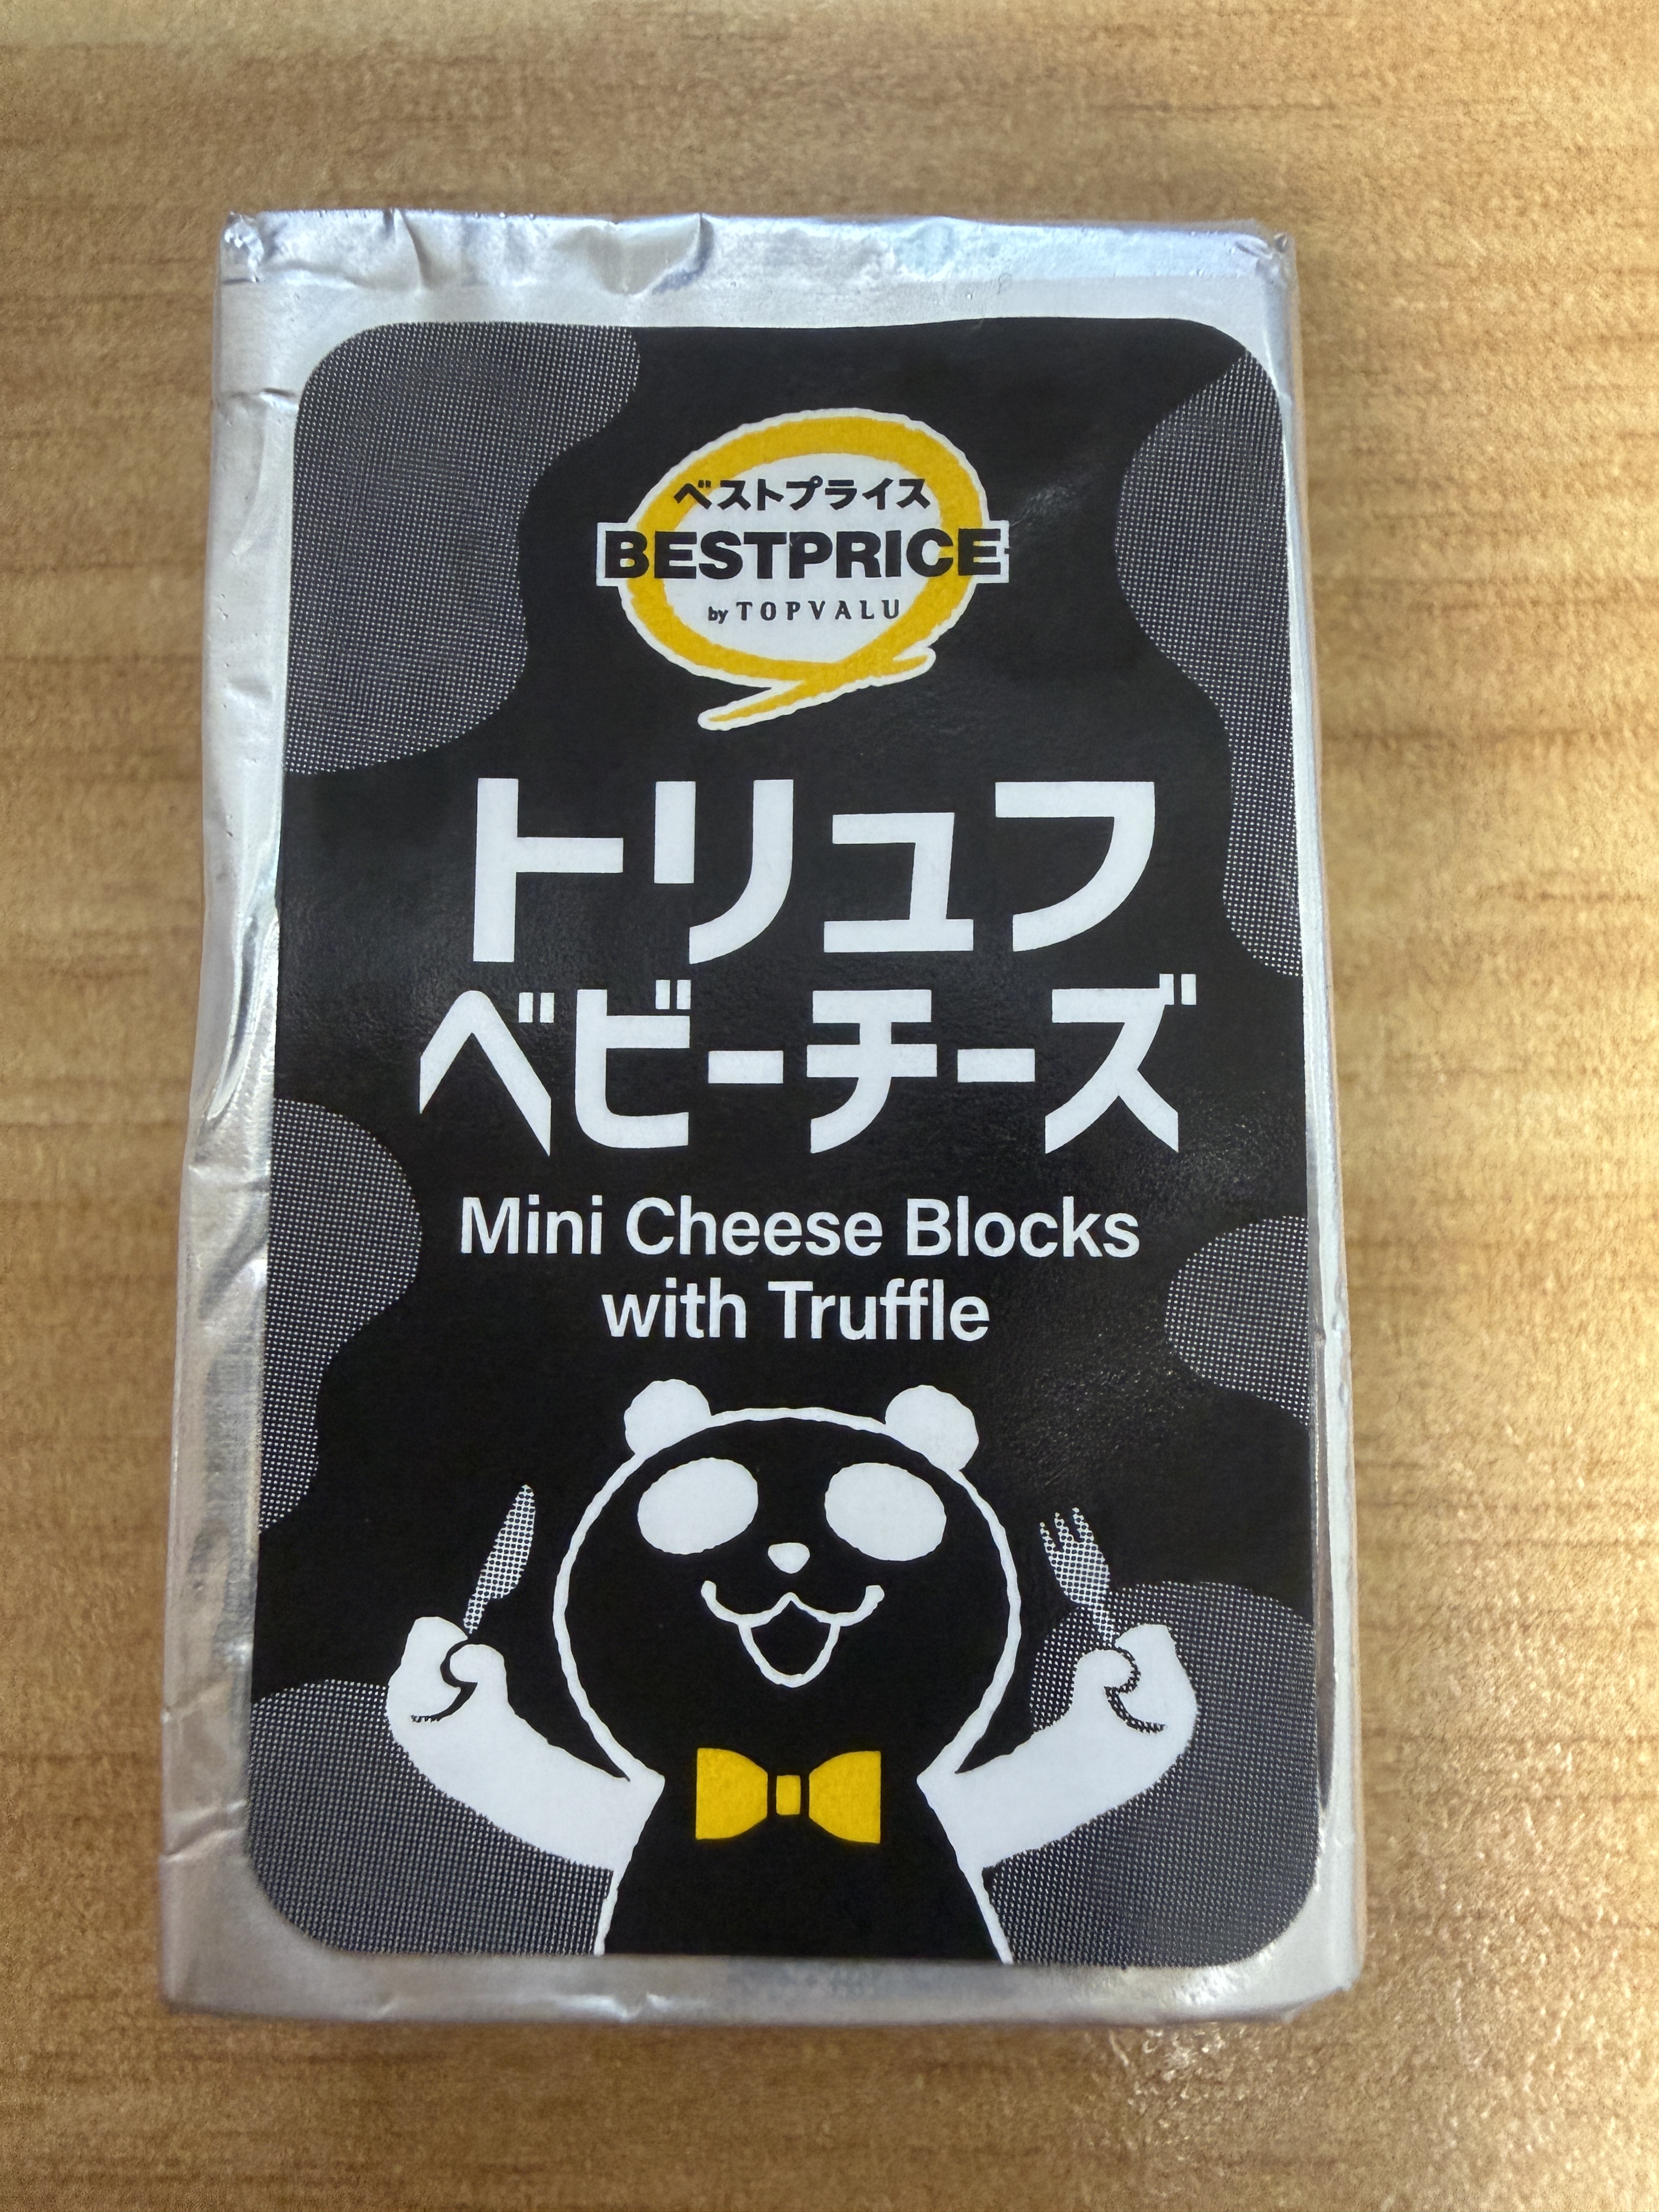 ベストプライス
BESTPRICE
by TOPVALU
トリュフ
ベビーチーズ
Mini Cheese Blocks
with Truffle